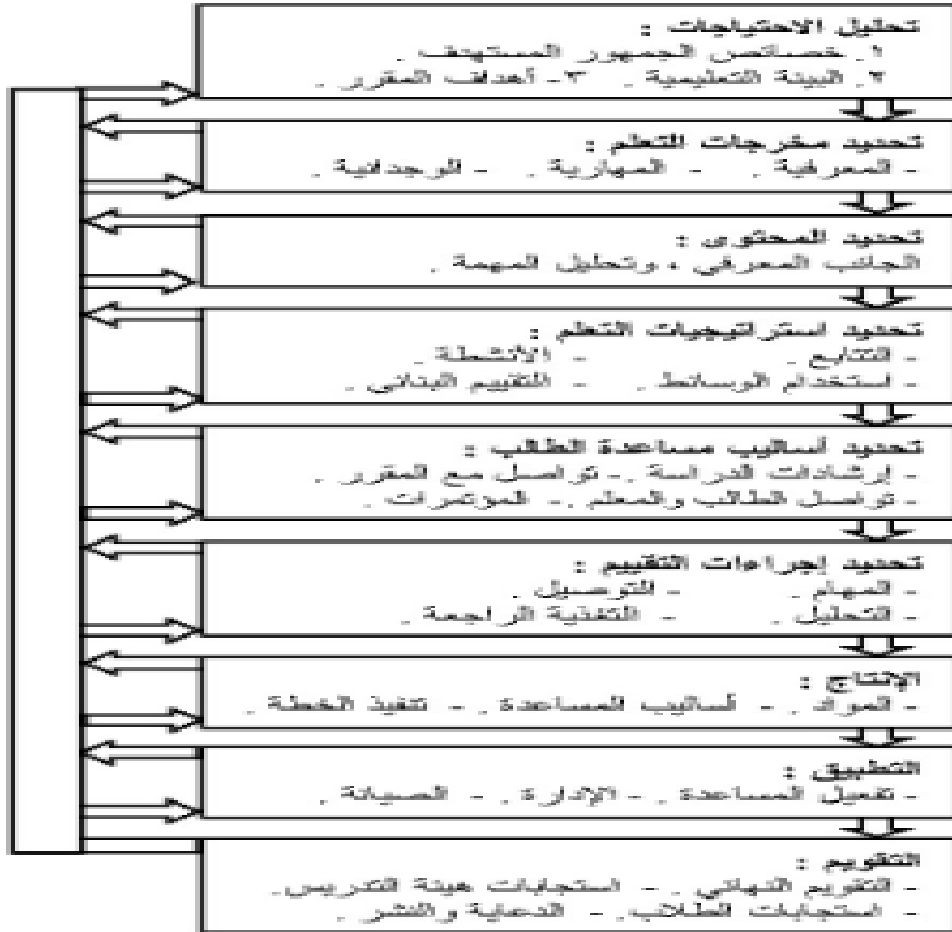 تحليل الاحتياجات :
١. خصائص الجمهور المستهدف .
٢. البيئة التعليمية . ٣- أهداف المقرر .
تحديد مخرجات التعلم :
- المعرفية . - المهارية . - الوجدانية .
تحديد المحتوى :
الجانب المعرفي ، وتحليل المهمة .
تحديد استراتيجيات التعلم :
- التتابع . - الأنشطة .
- استخدام الوسائط . - التقييم البنائي .
تحديد أساليب مساعدة الطالب :
- إرشادات الدراسة . - تواصل مع المقرر .
- تواصل الطالب والمعلم . - المؤتمرات .
تحديد إجراءات التقييم :
- المهام . - التوصيل .
- التحليل . - التغذية الراجعة .
الإنتاج :
- المواد . - أساليب المساعدة . - تنفيذ الخطة .
التطبيق :
- تفعيل المساعدة . - الإدارة . - الصيانة .
التقويم :
- التقويم النهائي . - استجابات هيئة التدريس .
- استجابات الطلاب . - الدعاية والنشر .